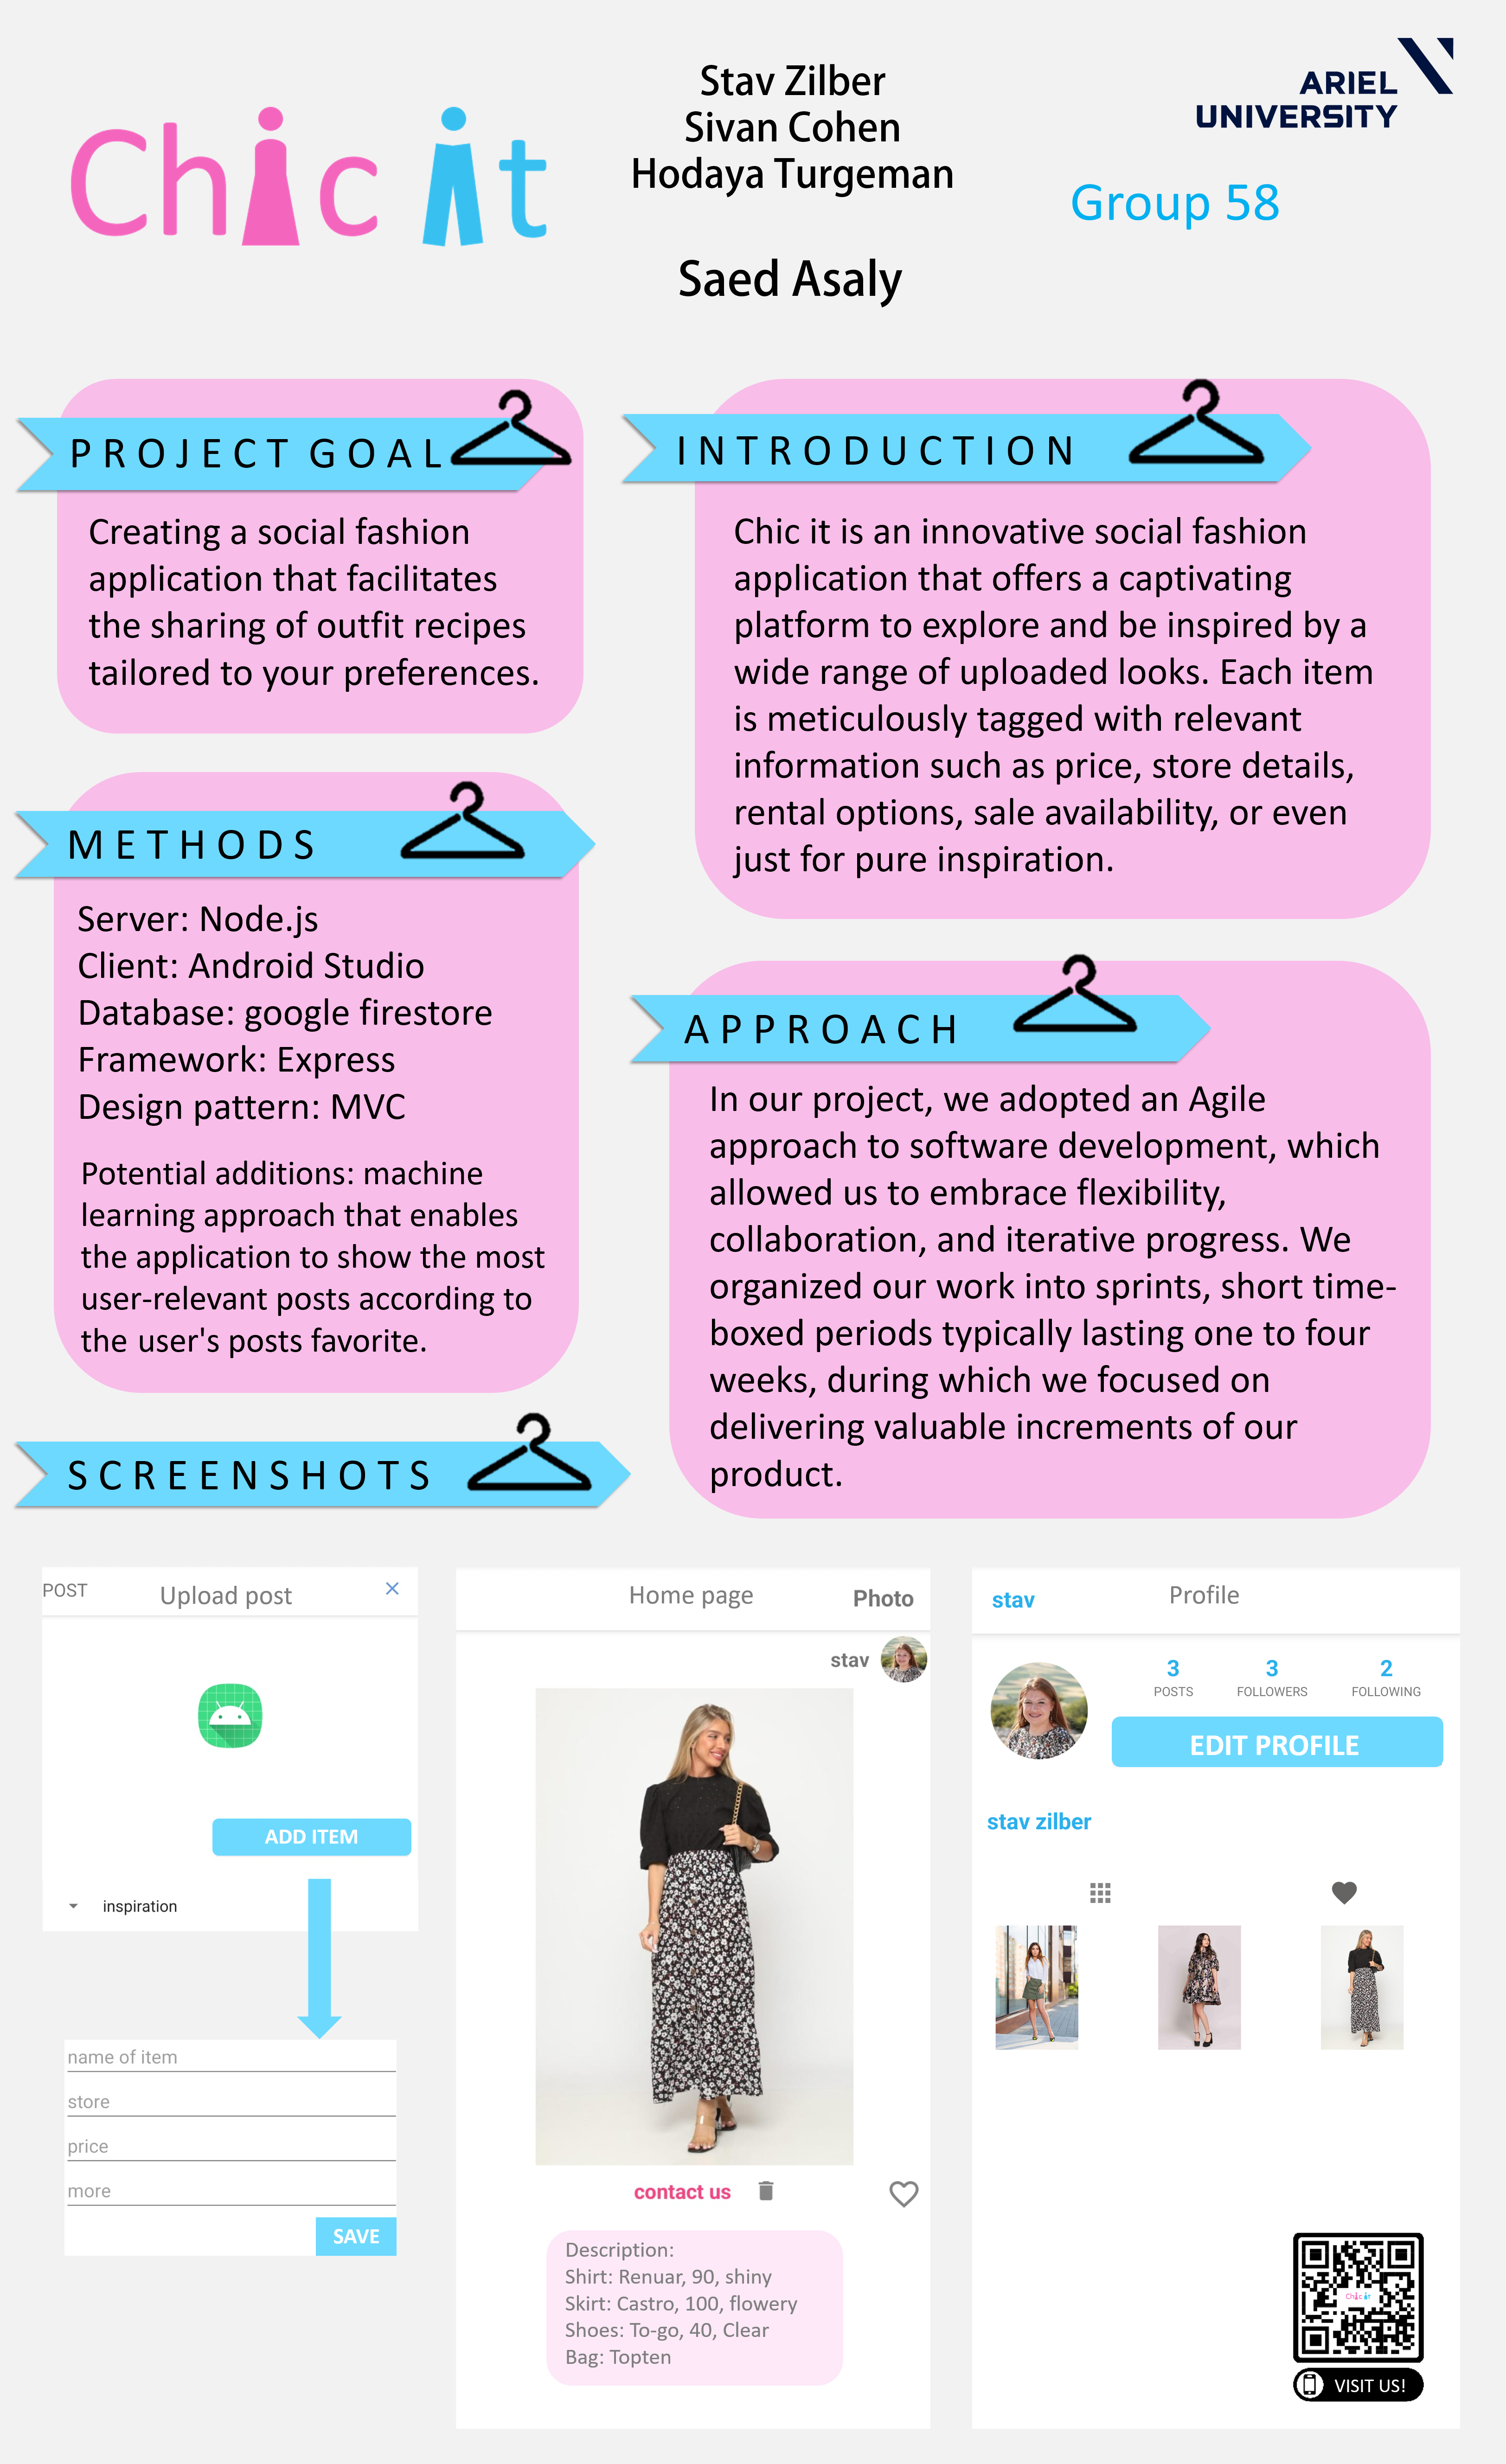 Chic it
Stav Zilber
Sivan Cohen
Hodaya Turgeman
Saed Asaly
ARIEL
UNIVERSITY
Group 58
PROJECT GOAL
Creating a social fashion
application that facilitates
the sharing of outfit recipes
tailored to your preferences.
INTRODUCTION
Chic it is an innovative social fashion
application that offers a captivating
platform to explore and be inspired by a
wide range of uploaded looks. Each item
is meticulously tagged with relevant
information such as price, store details,
rental options, sale availability, or even
just for pure inspiration.
METHODS
Server: Node.js
Client: Android Studio
Database: google firestore
Framework: Express
Design pattern: MVC
Potential additions: machine
learning approach that enables
the application to show the most
user-relevant posts according to
the user's posts favorite.
APPROACH
In our project, we adopted an Agile
approach to software development, which
allowed us to embrace flexibility,
collaboration, and iterative progress. We
organized our work into sprints, short time-
boxed periods typically lasting one to four
weeks, during which we focused on
delivering valuable increments of our
product.
SCREENSHOTS
POST
Upload post
ADD ITEM
inspiration
name of item
store
price
more
SAVE
Home page
Photo
stav
contact us
Description:
Shirt: Renuar, 90, shiny
Skirt: Castro, 100, flowery
Shoes: To-go, 40, Clear
Bag: Topten
stav
Profile
3 3 2
POSTS FOLLOWERS FOLLOWING
EDIT PROFILE
stav zilber
Chic it
VISIT US!